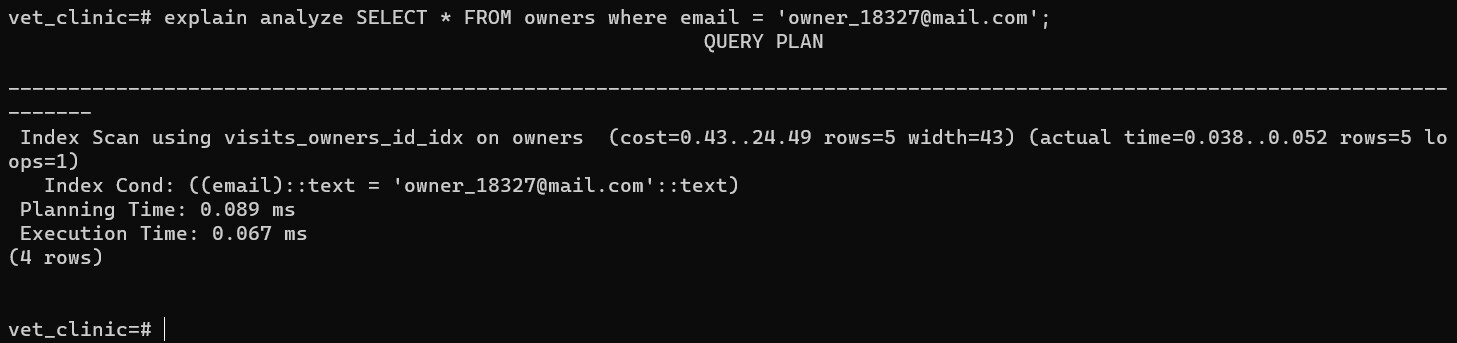 vet_clinic=# explain analyze SELECT * FROM owners where email = 'owner_18327@mail.com';
QUERY PLAN
------------------------------------------------------------------------------------------------------------------------
-------
Index Scan using visits_owners_id_idx on owners  (cost=0.43..24.49 rows=5 width=43) (actual time=0.038..0.052 rows=5 lo
ops=1)
Index Cond: ((email)::text = 'owner_18327@mail.com'::text)
Planning Time: 0.089 ms
Execution Time: 0.067 ms
(4 rows)
vet_clinic=#